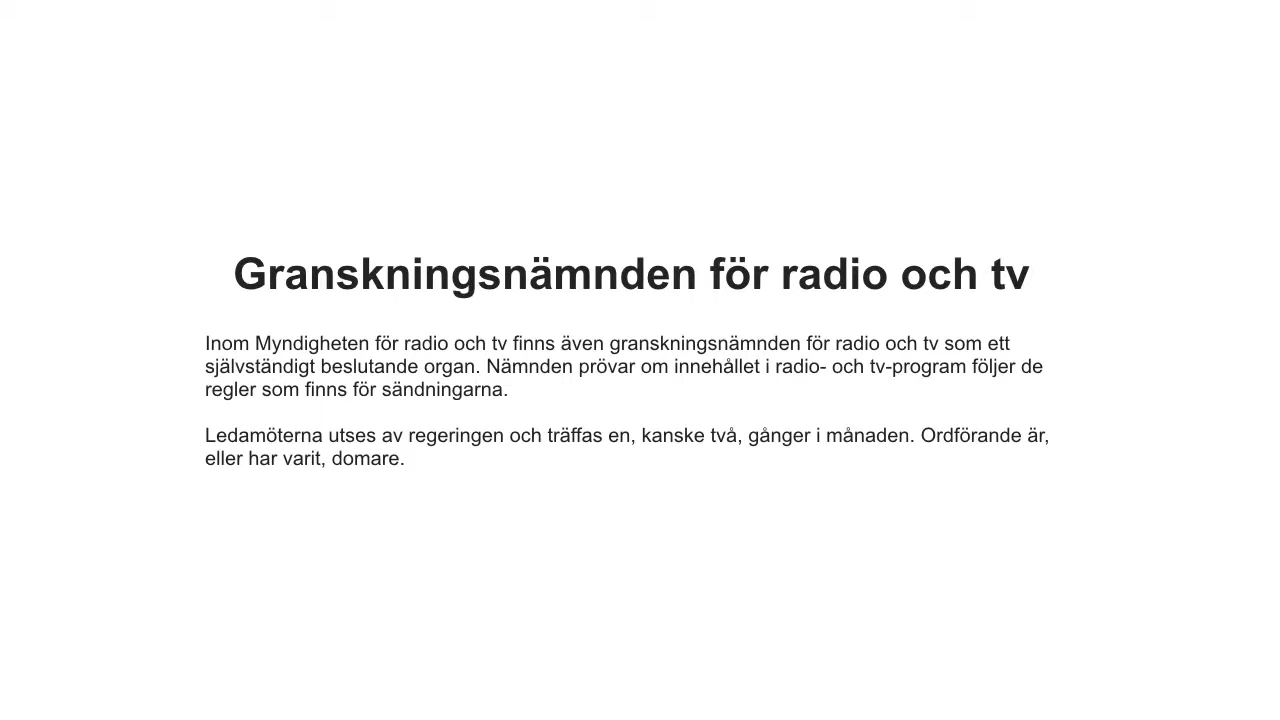 Granskningsnämnden för radio och tv
Inom Myndigheten för radio och tv finns även granskningsnämnden för radio och tv som ett
självständigt beslutande organ. Nämnden prövar om innehållet i radio- och tv-program följer de
regler som finns för sändningarna.
Ledamöterna utses av regeringen och träffas en, kanske två, gånger i månaden. Ordförande är,
eller har varit, domare.